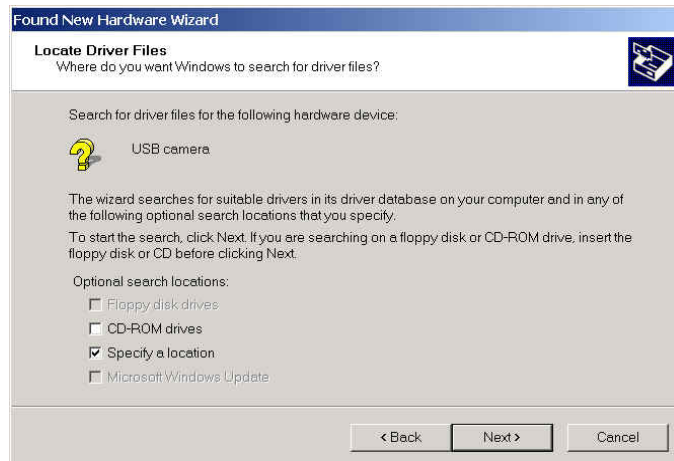 Found New Hardware Wizard
Locate Driver Files
Where do you want Windows to search for driver files?
Search for driver files for the following hardware device:
USB camera
The wizard searches for suitable drivers in its driver database on your computer and in any of
the following optional search locations that you specify.
To start the search, click Next. If you are searching on a floppy disk or CD-ROM drive, insert the
floppy disk or CD before clicking Next.
Optional search locations:
Floppy disk drives
CD-ROM drives
Specify a location
Microsoft Windows Update
< Back Next > Cancel